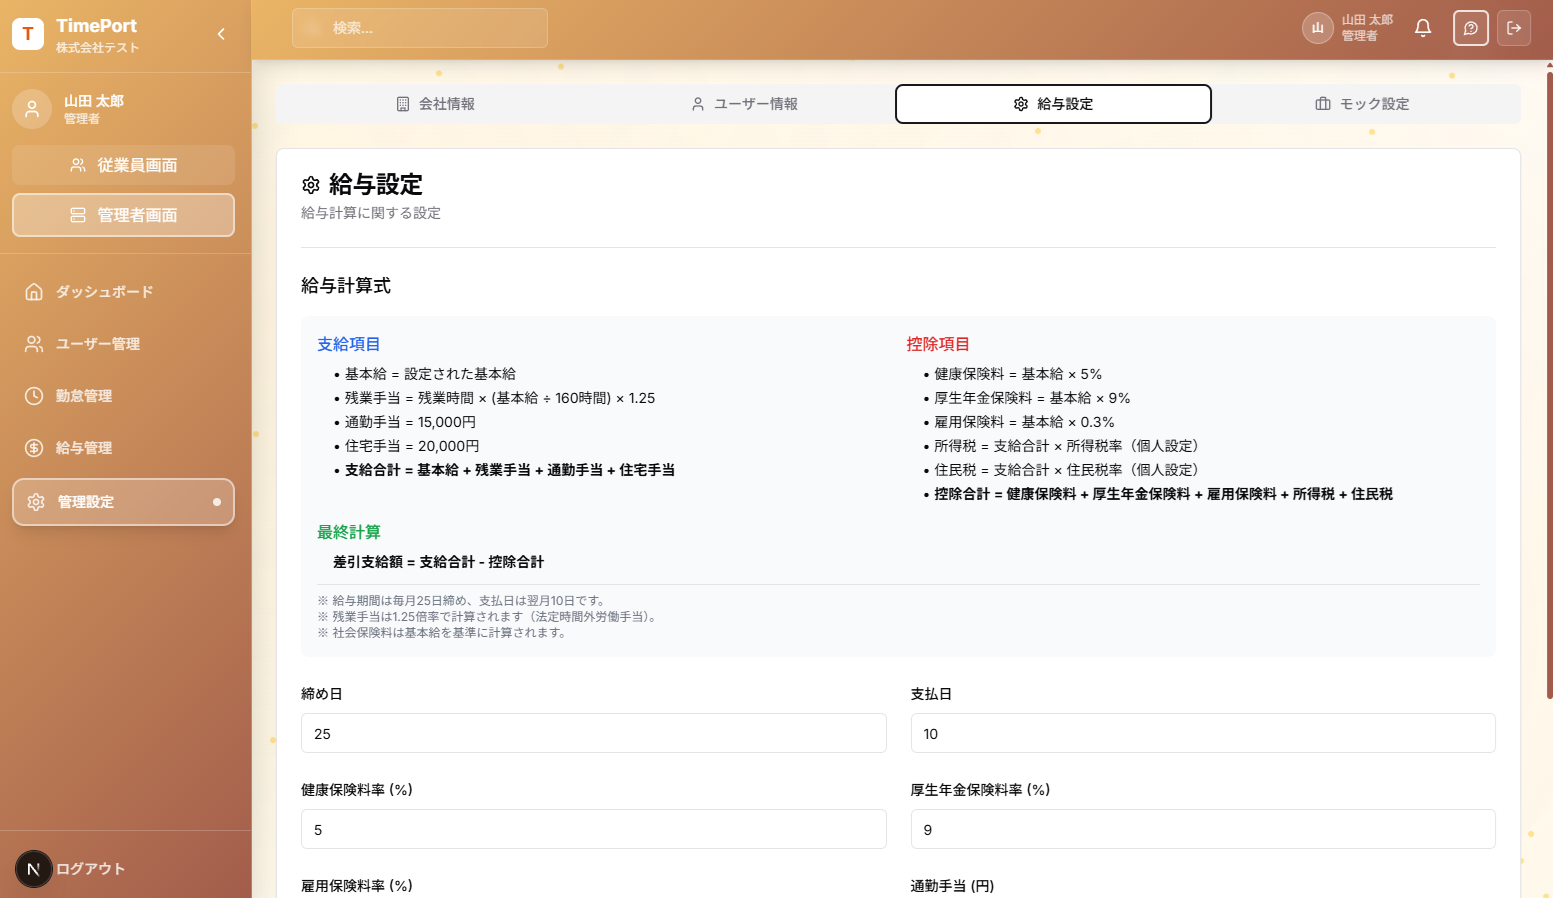 T
TimePort
株式会社テスト
山田 太郎
管理者
従業員画面
管理者画面
ダッシュボード
ユーザー管理
勤怠管理
給与管理
管理設定
N
ログアウト
検索...
山
山田 太郎
管理者
会社情報
ユーザー情報
給与設定
モック設定
給与設定
給与計算に関する設定
給与計算式
支給項目
• 基本給 = 設定された基本給
• 残業手当 = 残業時間 × (基本給 ÷ 160時間) × 1.25
• 通勤手当 = 15,000円
• 住宅手当 = 20,000円
• 支給合計 = 基本給 + 残業手当 + 通勤手当 + 住宅手当
控除項目
• 健康保険料 = 基本給 × 5%
• 厚生年金保険料 = 基本給 × 9%
• 雇用保険料 = 基本給 × 0.3%
• 所得税 = 支給合計 × 所得税率（個人設定）
• 住民税 = 支給合計 × 住民税率（個人設定）
• 控除合計 = 健康保険料 + 厚生年金保険料 + 雇用保険料 + 所得税 + 住民税
最終計算
差引支給額 = 支給合計 - 控除合計
※ 給与期間は毎月25日締め、支払日は翌月10日です。
※ 残業手当は1.25倍率で計算されます（法定時間外労働手当）。
※ 社会保険料は基本給を基準に計算されます。
締め日
25
支払日
10
健康保険料率 (%)
5
厚生年金保険料率 (%)
9
雇用保険料率 (%)
通勤手当 (円)